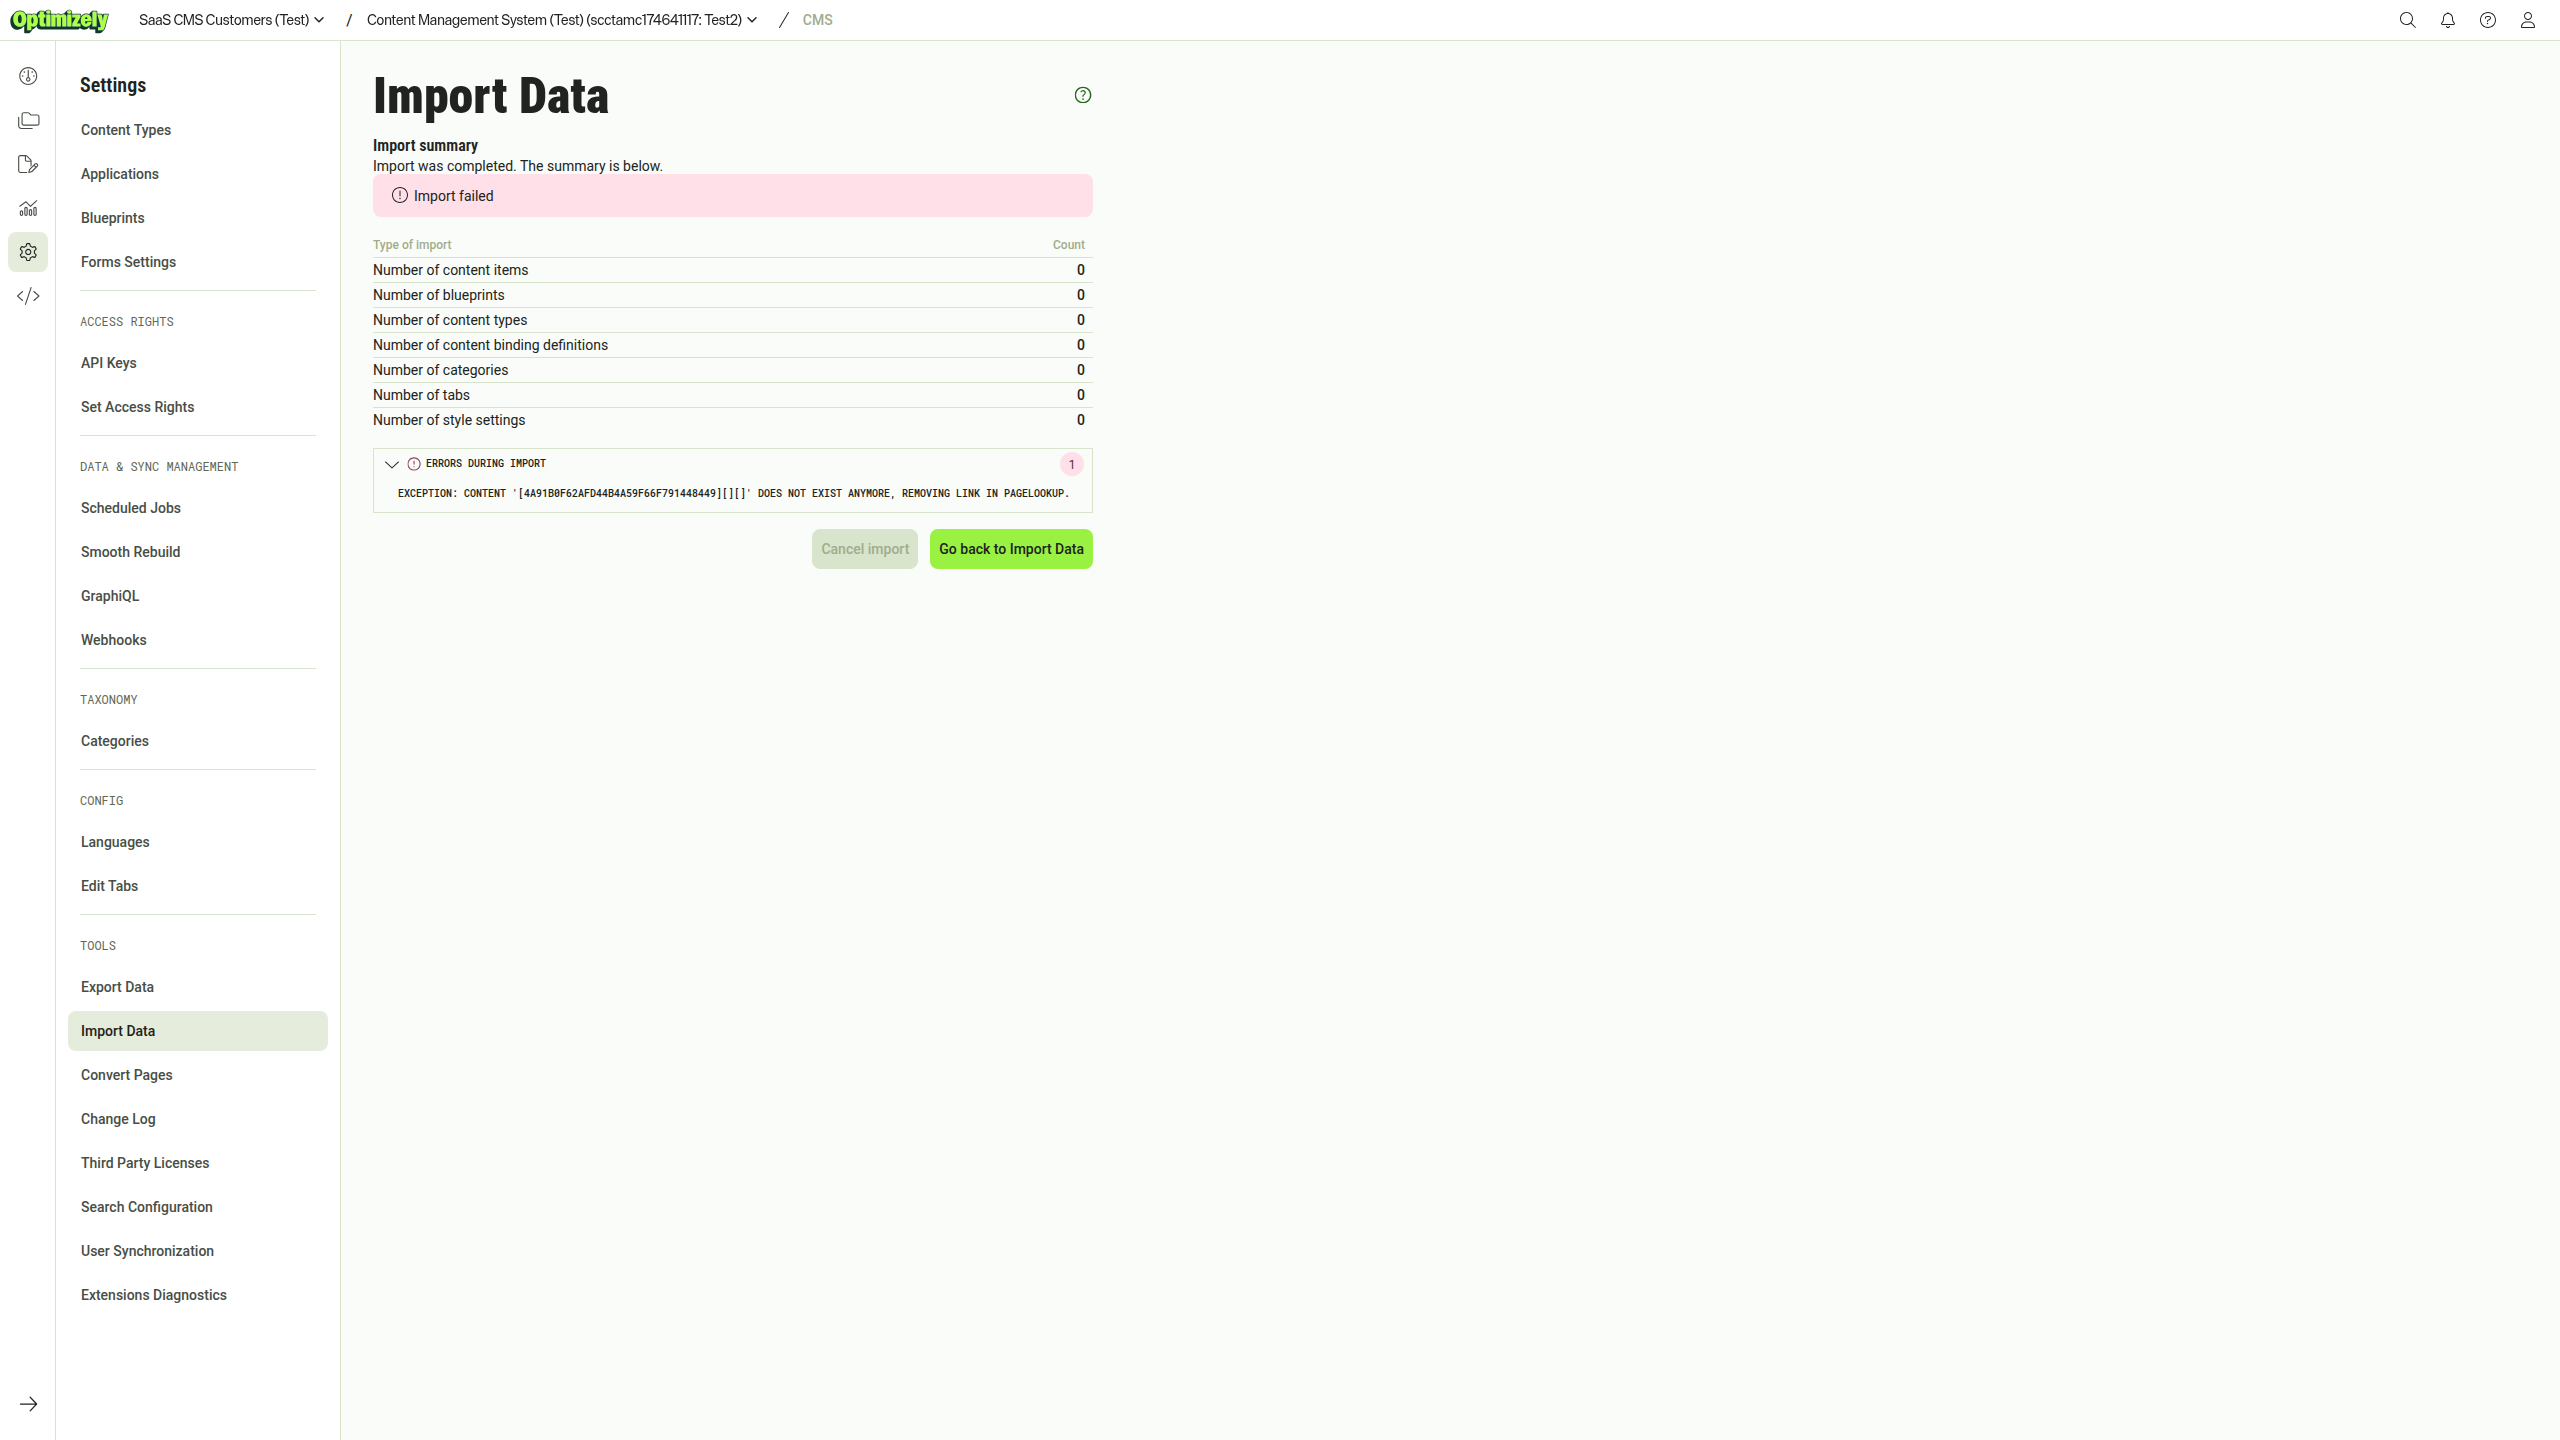 Optimizely
SaaS CMS Customers (Test) / Content Management System (Test) (scctamc174641117: Test2) / CMS
Settings
Content Types
Applications
Blueprints
Forms Settings
ACCESS RIGHTS
API Keys
Set Access Rights
DATA & SYNC MANAGEMENT
Scheduled Jobs
Smooth Rebuild
GraphiQL
Webhooks
TAXONOMY
Categories
CONFIG
Languages
Edit Tabs
TOOLS
Export Data
Import Data
Convert Pages
Change Log
Third Party Licenses
Search Configuration
User Synchronization
Extensions Diagnostics
Import Data
Import summary
Import was completed. The summary is below.
Import failed
Type of import Count
Number of content items 0
Number of blueprints 0
Number of content types 0
Number of content binding definitions 0
Number of categories 0
Number of tabs 0
Number of style settings 0
ERRORS DURING IMPORT 1
EXCEPTION: CONTENT '[4A91B0F62AFD44B4A59F66F791448449][][]' DOES NOT EXIST ANYMORE, REMOVING LINK IN PAGELOOKUP.
Cancel import Go back to Import Data